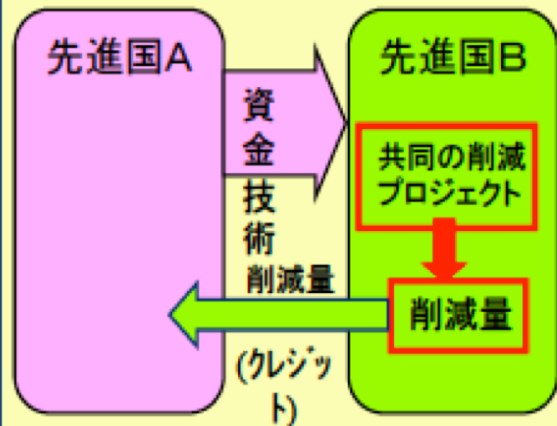 先進国A
先進国B
資
金
技
術
共同の削減
プロジェクト
削減量
削減量
(クレジッ
ト)